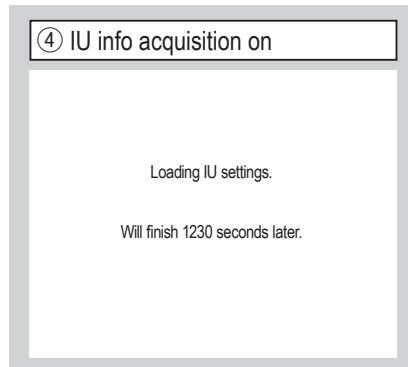 ④ IU info acquisition on
Loading IU settings.
Will finish 1230 seconds later.